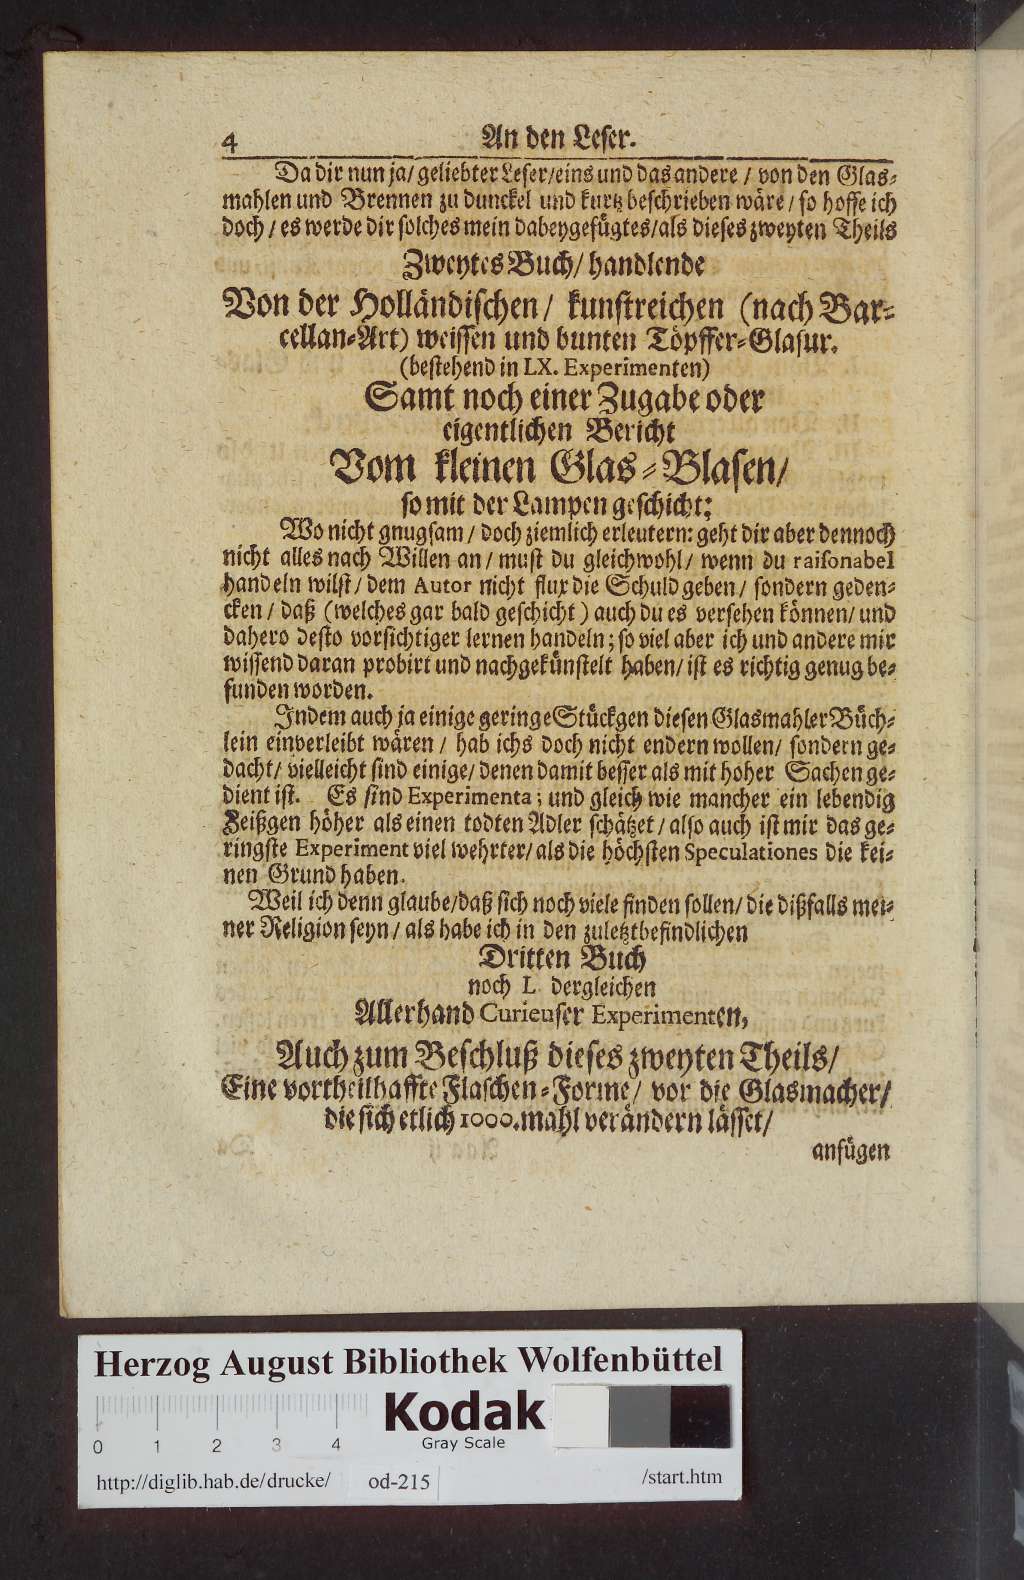 4 An den Leser.
Da dir nun ja/ geliebter Leser/ eins und das andere / von den Glas-
mahlen und Brennen zu dunckel und kurtz beschrieben wäre / so hoffe ich
doch / es werde dir solches mein dabeygefügtes/ als dieses zweyten Theils
Zweytes Buch/ handlende
Von der Holländischen/ kunstreichen (nach Bar-
cellan-Art) weissen und bunten Töpffer-Glasur.
(bestehend in LX. Experimenten)
Samt noch einer Zugabe oder
eigentlichen Bericht
Vom kleinen Glas-Blasen/
so mit der Lampen geschicht;
Wo nicht gnugsam / doch ziemlich erleutern: geht dir aber dennoch
nicht alles nach Willen an / must du gleichwohl / wenn du raisonabel
handeln wilst / dem Autor nicht flux die Schuld geben / sondern geden-
cken / daß (welches gar bald geschicht) auch du es versehen können/ und
dahero desto vorsichtiger lernen handeln; so viel aber ich und andere mir
wissend daran probirt und nachgekünstelt haben/ ist es richtig genug be-
funden worden.
Indem auch ja einige geringe Stückgen diesen Glasmahler Büch-
lein einverleibt wären / hab ichs doch nicht endern wollen/ sondern ge-
dacht/ vielleicht sind einige/ denen damit besser als mit hoher Sachen ge-
dient ist. Es sind Experimenta; und gleich wie mancher ein lebendig
Zeißgen höher als einen todten Adler schätzet / also auch ist mir das ge-
ringste Experiment viel wehrter/ als die höchsten Speculationes die kei-
nen Grund haben.
Weil ich denn glaube/ daß sich noch viele finden sollen/ die dißfalls mei-
ner Religion seyn / als habe ich in den zuletzt befindlichen
Dritten Buch
noch L dergleichen
Allerhand Curieuser Experimenten,
Auch zum Beschluß dieses zweyten Theils/
Eine vortheilhaffte Flaschen-Forme/ vor die Glasmacher/
die sich etlich 1000. mahl verändern lässet/
anfügen
Herzog August Bibliothek Wolfenbüttel
Kodak
Gray Scale
0 1 2 3 4
http://diglib.hab.de/drucke/ od-215 /start.htm